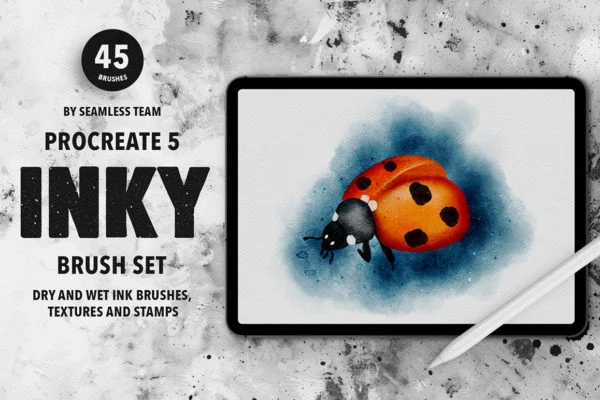 45
BRUSHES
BY SEAMLESS TEAM
PROCREATE 5
INKY
BRUSH SET
DRY AND WET INK BRUSHES,
TEXTURES AND STAMPS